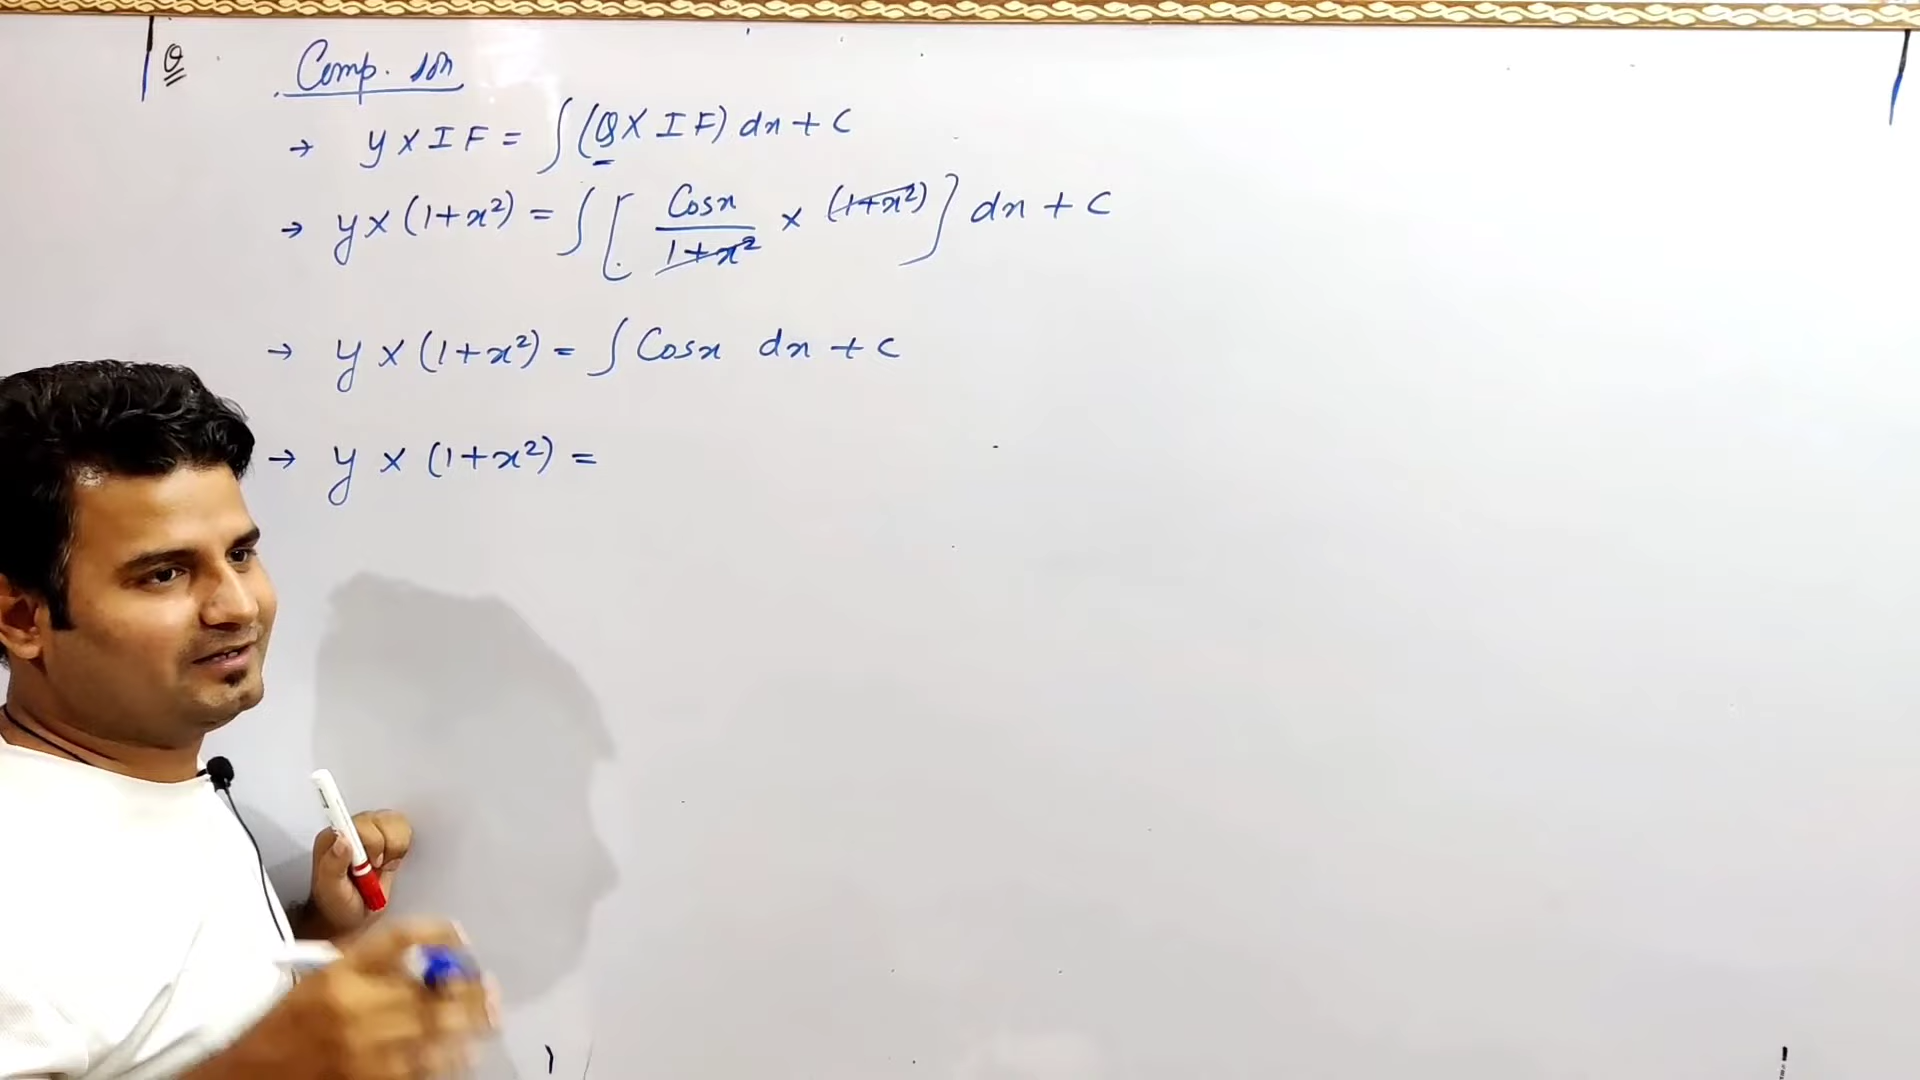 Q
Comp. sol
→ y × IF = ∫(Q × IF) dx + c
→ y × (1+x²) = ∫[ Cosx / 1+x² × (1+x²) ] dx + c
→ y × (1+x²) = ∫ Cosx dx + c
→ y × (1+x²) =